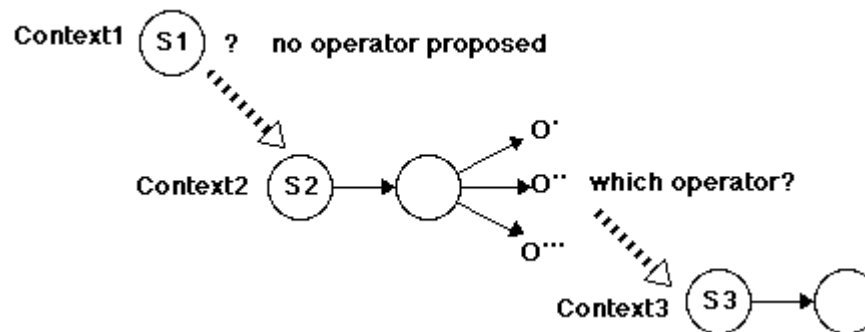 Context1 S1 ? no operator proposed
O'
Context2 S2 O'' which operator?
O'''
Context3 S3